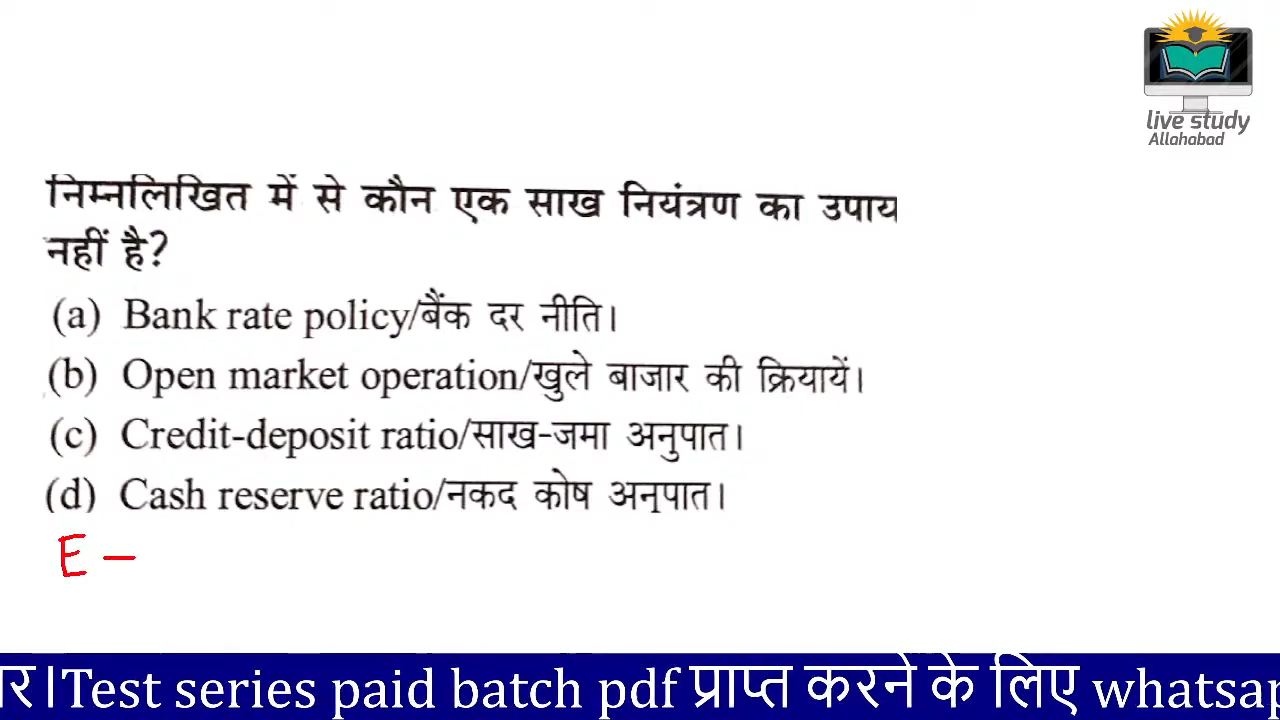 live study
Allahabad
निम्नलिखित में से कौन एक साख नियंत्रण का उपाय
नहीं है?
(a) Bank rate policy/बैंक दर नीति।
(b) Open market operation/खुले बाजार की क्रियायें।
(c) Credit-deposit ratio/साख-जमा अनुपात।
(d) Cash reserve ratio/नकद कोष अनुपात।
E –
र।Test series paid batch pdf प्राप्त करने के लिए whatsap